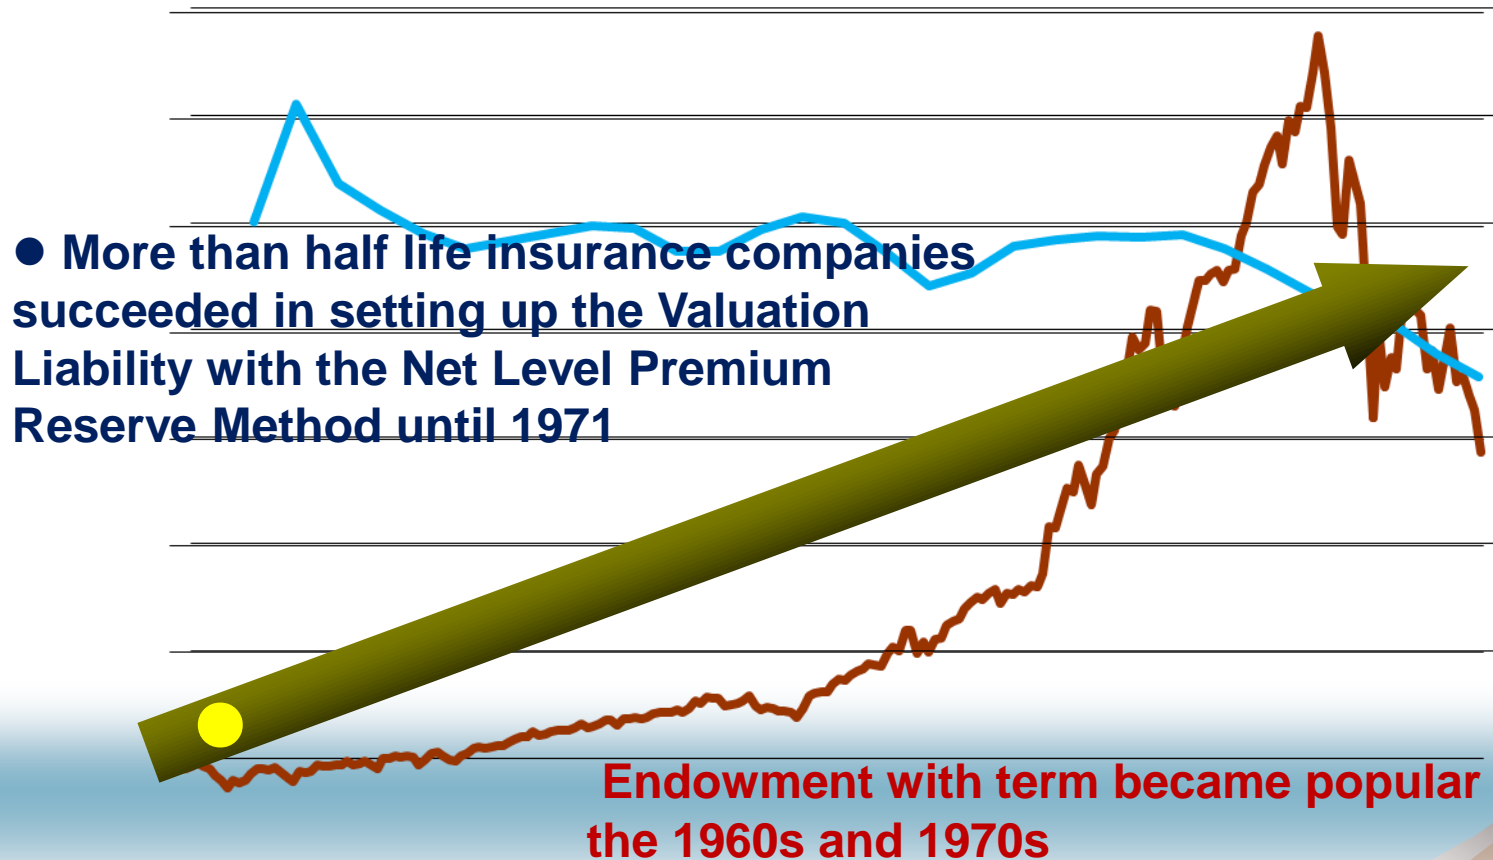 ● More than half life insurance companies
succeeded in setting up the Valuation
Liability with the Net Level Premium
Reserve Method until 1971
Endowment with term became popular
the 1960s and 1970s